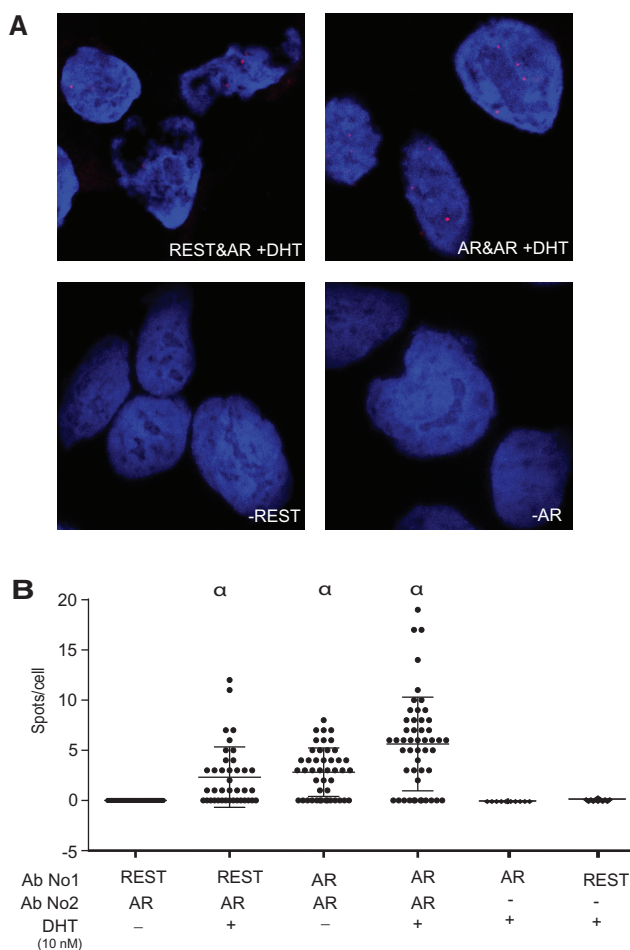 A
REST&AR +DHT
AR&AR +DHT
-REST
-AR
B
α α α
20
15
10
5
0
-5
Spots/cell
Ab No1 REST REST AR AR AR REST
Ab No2 AR AR AR AR - -
DHT – + – + + +
(10 nM)